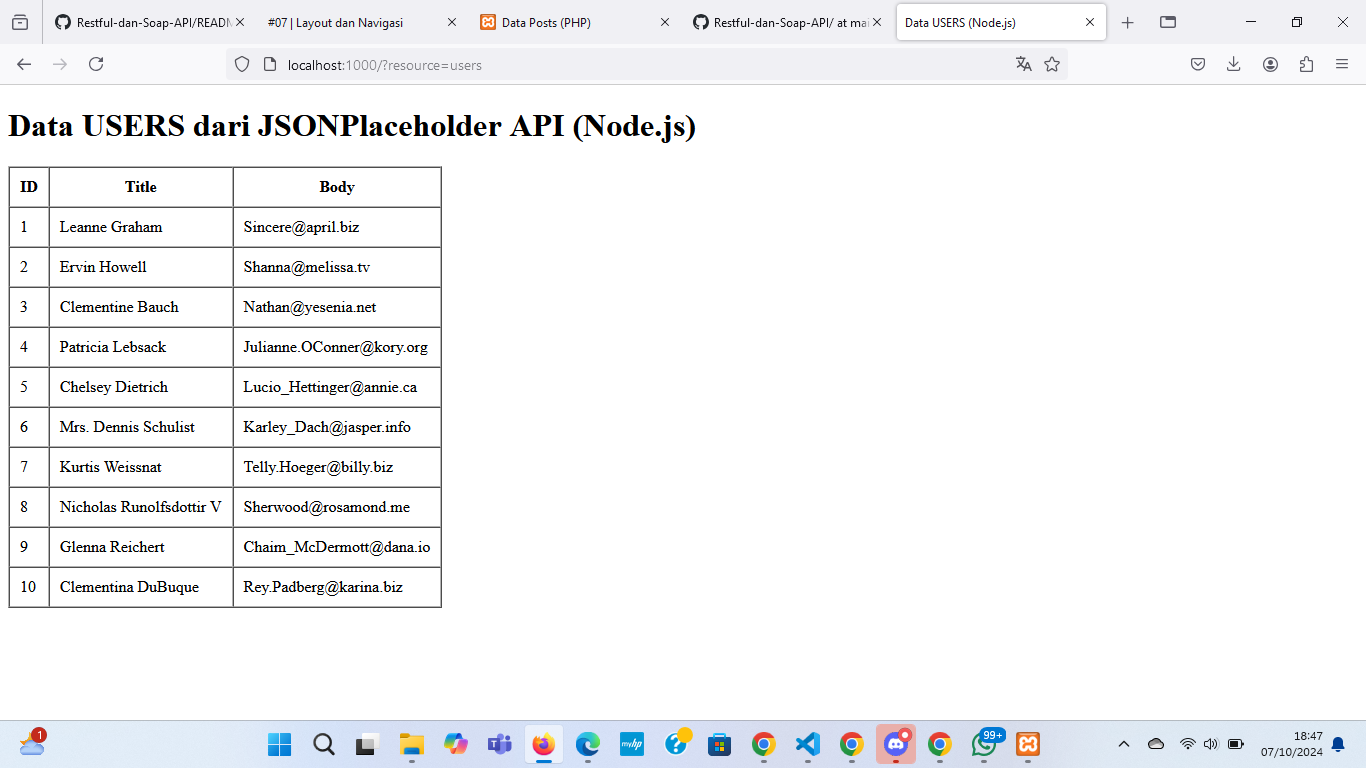 Restful-dan-Soap-API/READM
#07 | Layout dan Navigasi
Data Posts (PHP)
Restful-dan-Soap-API/ at mai
Data USERS (Node.js)
localhost:1000/?resource=users
Data USERS dari JSONPlaceholder API (Node.js)
ID Title Body
1 Leanne Graham Sincere@april.biz
2 Ervin Howell Shanna@melissa.tv
3 Clementine Bauch Nathan@yesenia.net
4 Patricia Lebsack Julianne.OConner@kory.org
5 Chelsey Dietrich Lucio_Hettinger@annie.ca
6 Mrs. Dennis Schulist Karley_Dach@jasper.info
7 Kurtis Weissnat Telly.Hoeger@billy.biz
8 Nicholas Runolfsdottir V Sherwood@rosamond.me
9 Glenna Reichert Chaim_McDermott@dana.io
10 Clementina DuBuque Rey.Padberg@karina.biz
1
myhp
99+
18:47
07/10/2024